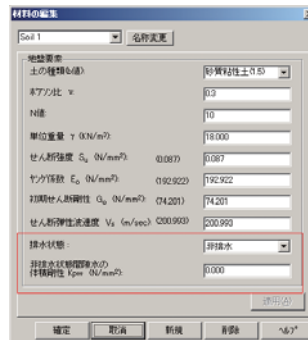 材料の編集
Soil 1 名称変更
地盤要素
土の種類(b値) 砂質粘性土(1.5)
ポアソン比 ν 0.3
N値 10
単位重量 γ (KN/m³): 18.000
せん断強度 Su (N/mm²): (0.087) 0.087
ヤング係数 Eo (N/mm²): (192.922) 192.922
初期せん断剛性 Go (N/mm²): (74.201) 74.201
せん断弾性波速度 Vs (m/sec): (200.993) 200.993
排水状態 : 非排水
非排水状態間隙水の
体積剛性 Kpw (N/mm²): 0.000
適用(A)
確定 取消 新規 削除 ヘルプ